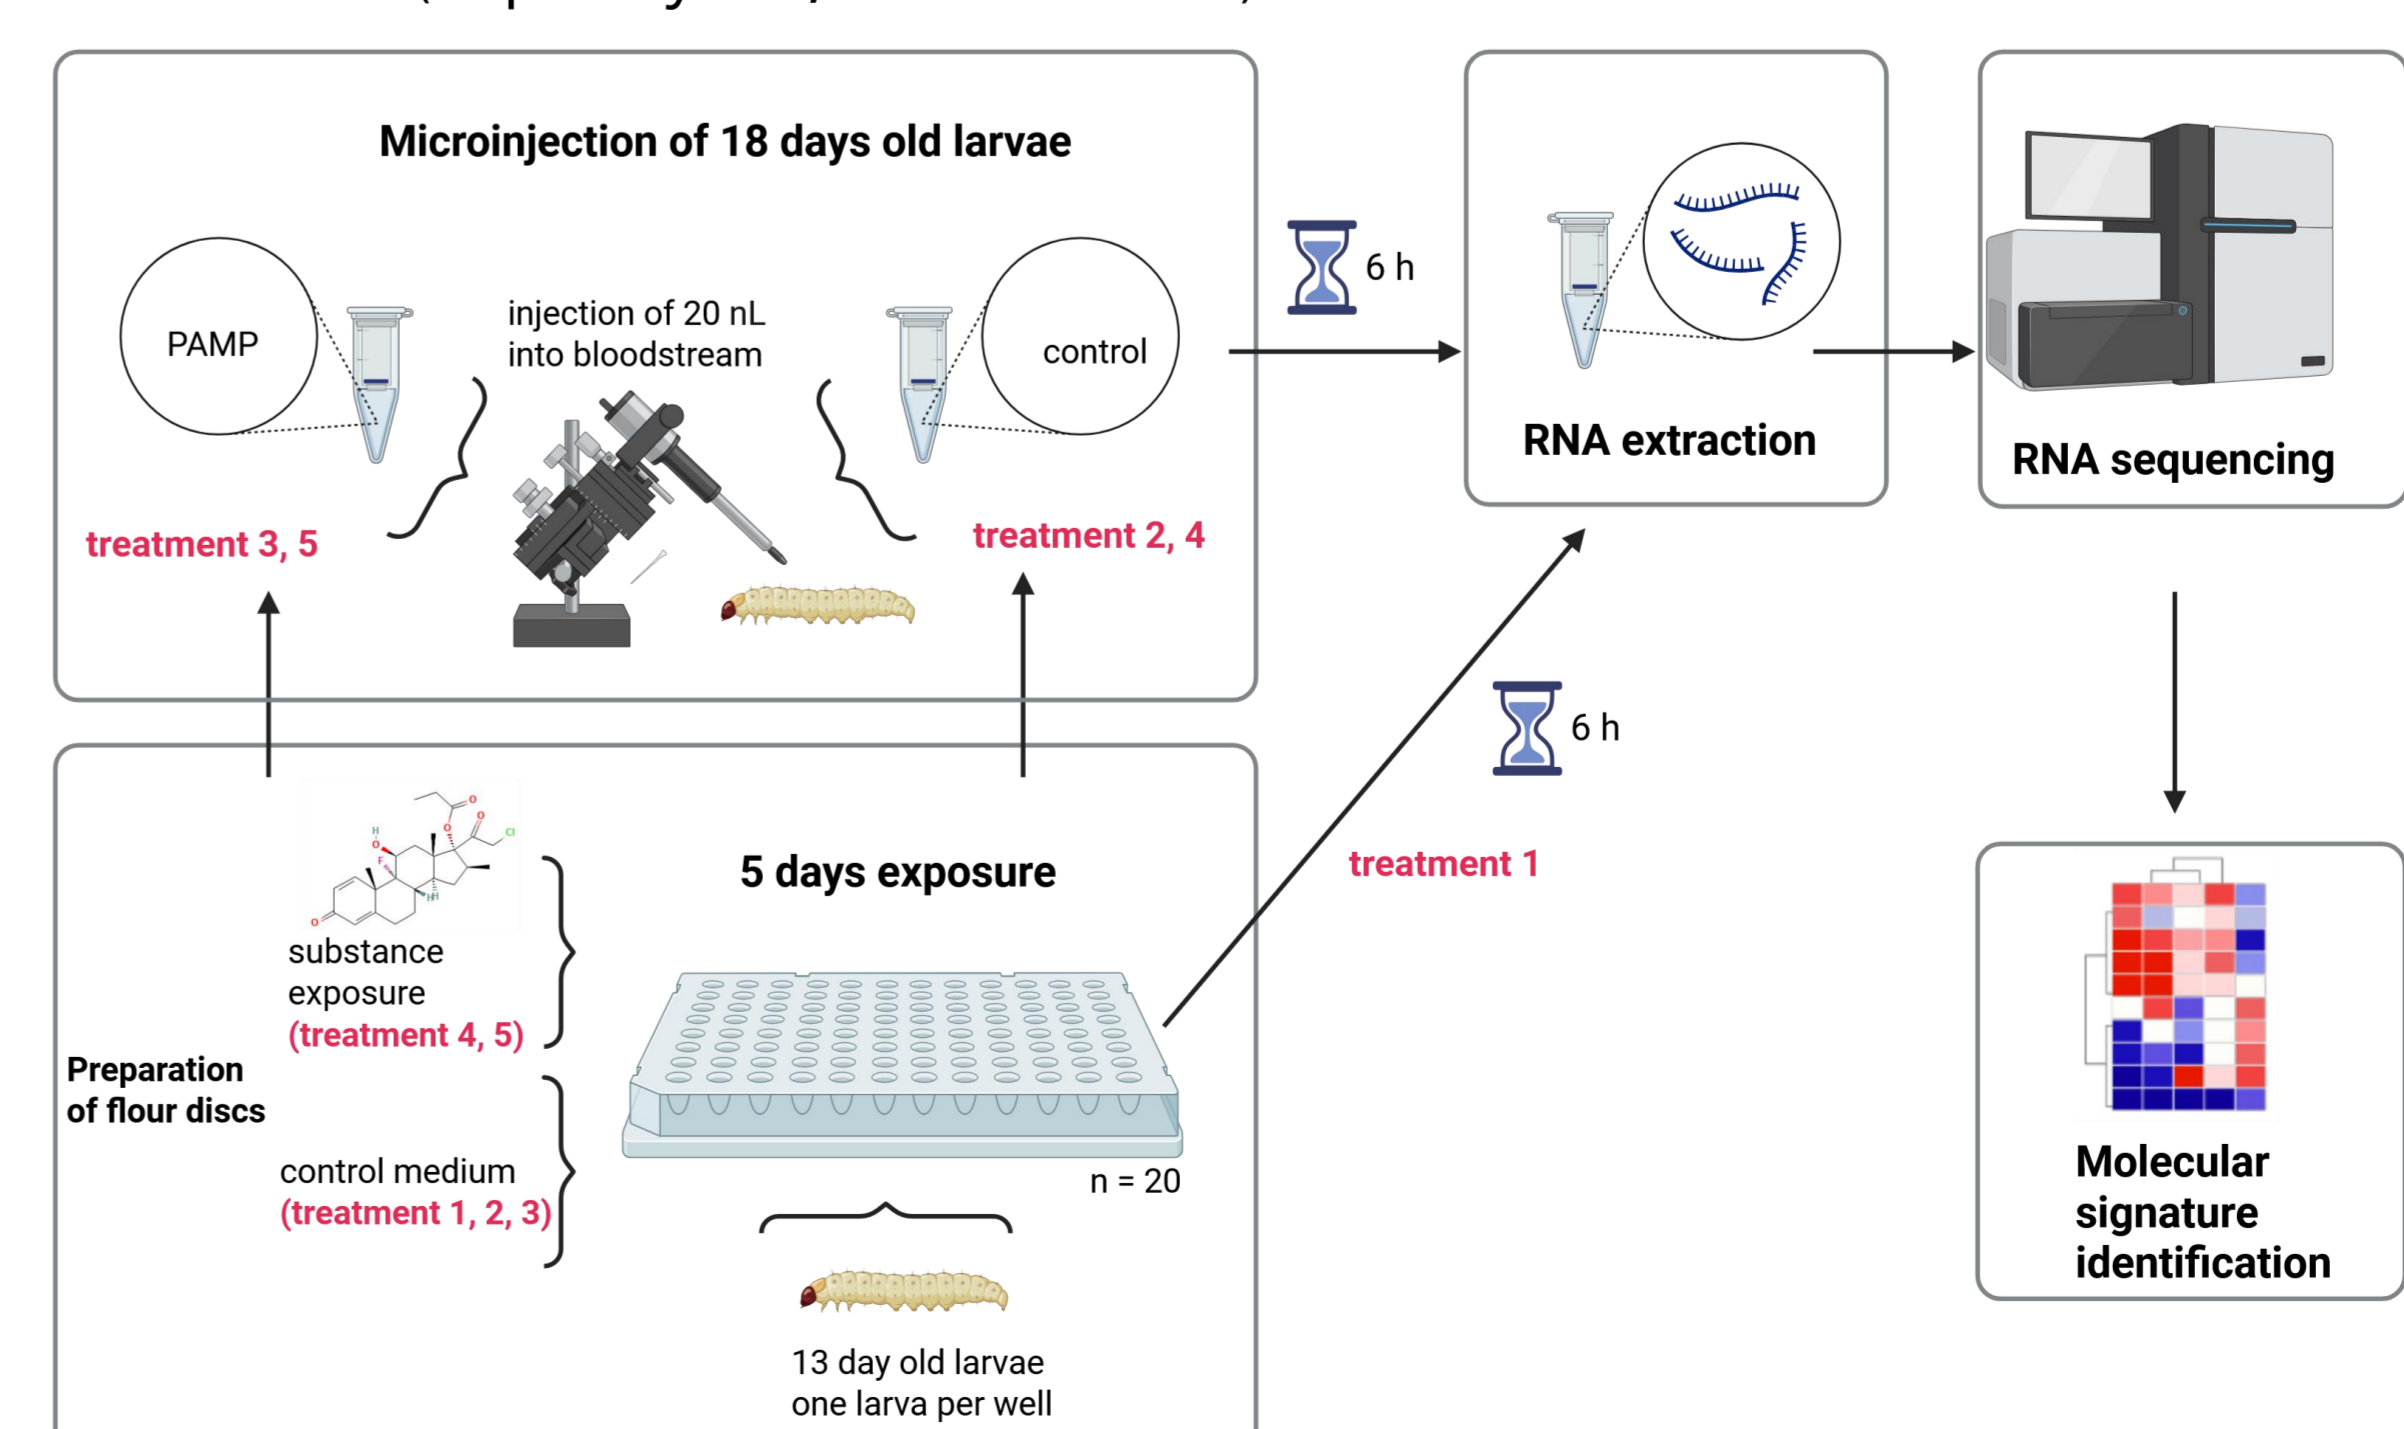 Microinjection of 18 days old larvae
PAMP
injection of 20 nL
into bloodstream
control
treatment 3, 5
treatment 2, 4
6 h
RNA extraction
RNA sequencing
6 h
treatment 1
O
O
O
O
Cl
H
O
F
H
H
O
substance
exposure
(treatment 4, 5)
5 days exposure
Preparation
of flour discs
control medium
(treatment 1, 2, 3)
n = 20
13 day old larvae
one larva per well
Molecular
signature
identification